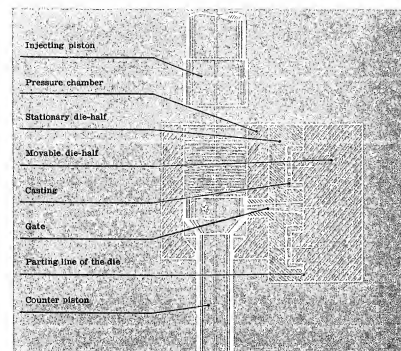 Injecting piston
Pressure chamber
Stationary die-half
Movable die-half
Casting
Gate
Parting line of the die
Counter piston